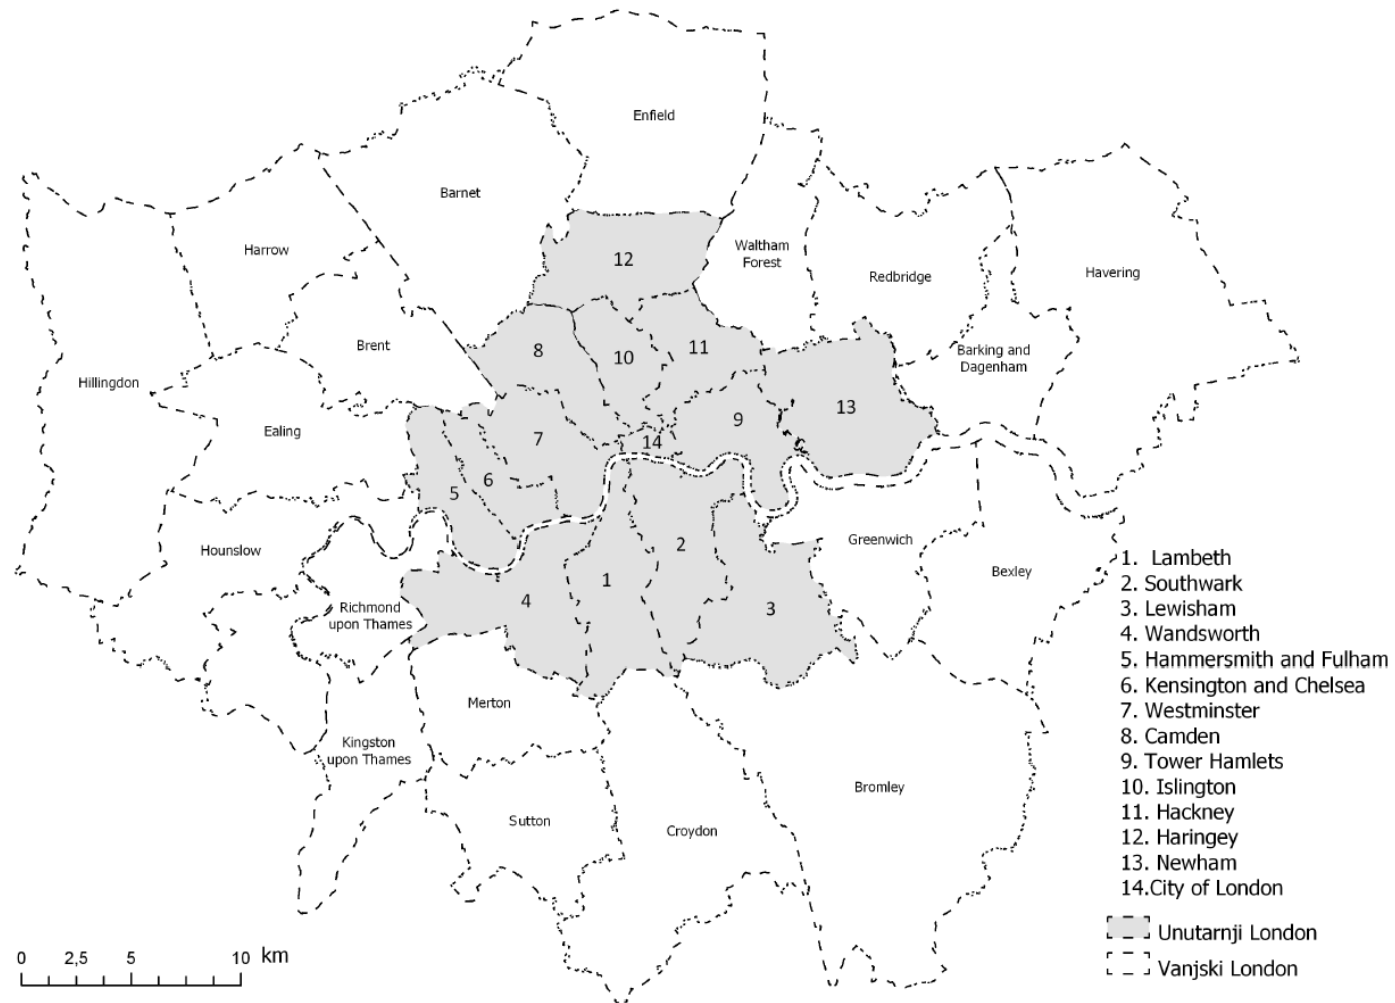 Enfield
Barnet
Harrow
Waltham
Forest
12
Redbridge
Havering
Brent
8
10
11
Barking and
Dagenham
Hillingdon
Ealing
7
9
13
14
6
5
Hounslow
Greenwich
2
Bexley
1
4
3
Richmond
upon Thames
Merton
Kingston
upon Thames
Bromley
Sutton
Croydon
1. Lambeth
2. Southwark
3. Lewisham
4. Wandsworth
5. Hammersmith and Fulham
6. Kensington and Chelsea
7. Westminster
8. Camden
9. Tower Hamlets
10. Islington
11. Hackney
12. Haringey
13. Newham
14.City of London
Unutarnji London
Vanjski London
0 2,5 5 10 km